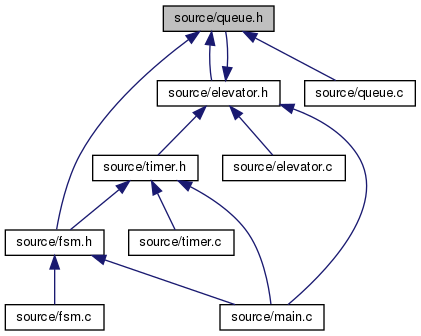 source/queue.h
source/elevator.h
source/queue.c
source/timer.h
source/elevator.c
source/fsm.h
source/timer.c
source/fsm.c
source/main.c